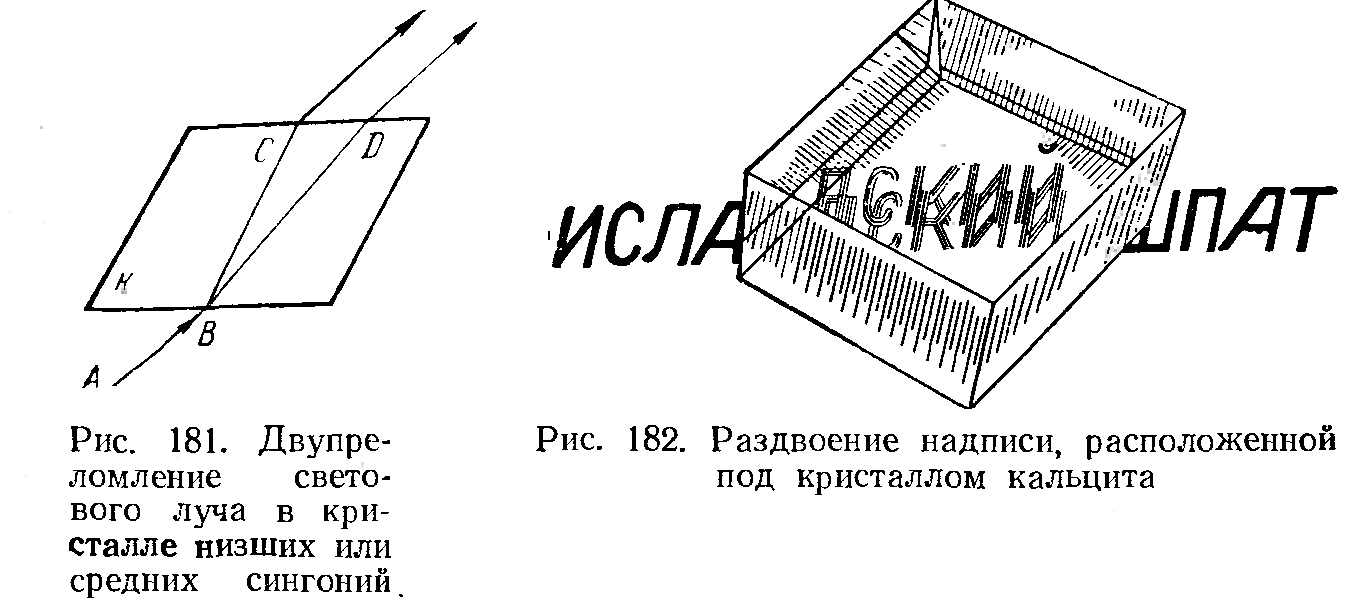 C
D
К
B
A
ИСЛАНДСКИЙ ШПАТ
Рис. 181. Двупре-
ломление свето-
вого луча в кри-
сталле низших или
средних сингоний
Рис. 182. Раздвоение надписи, расположенной
под кристаллом кальцита